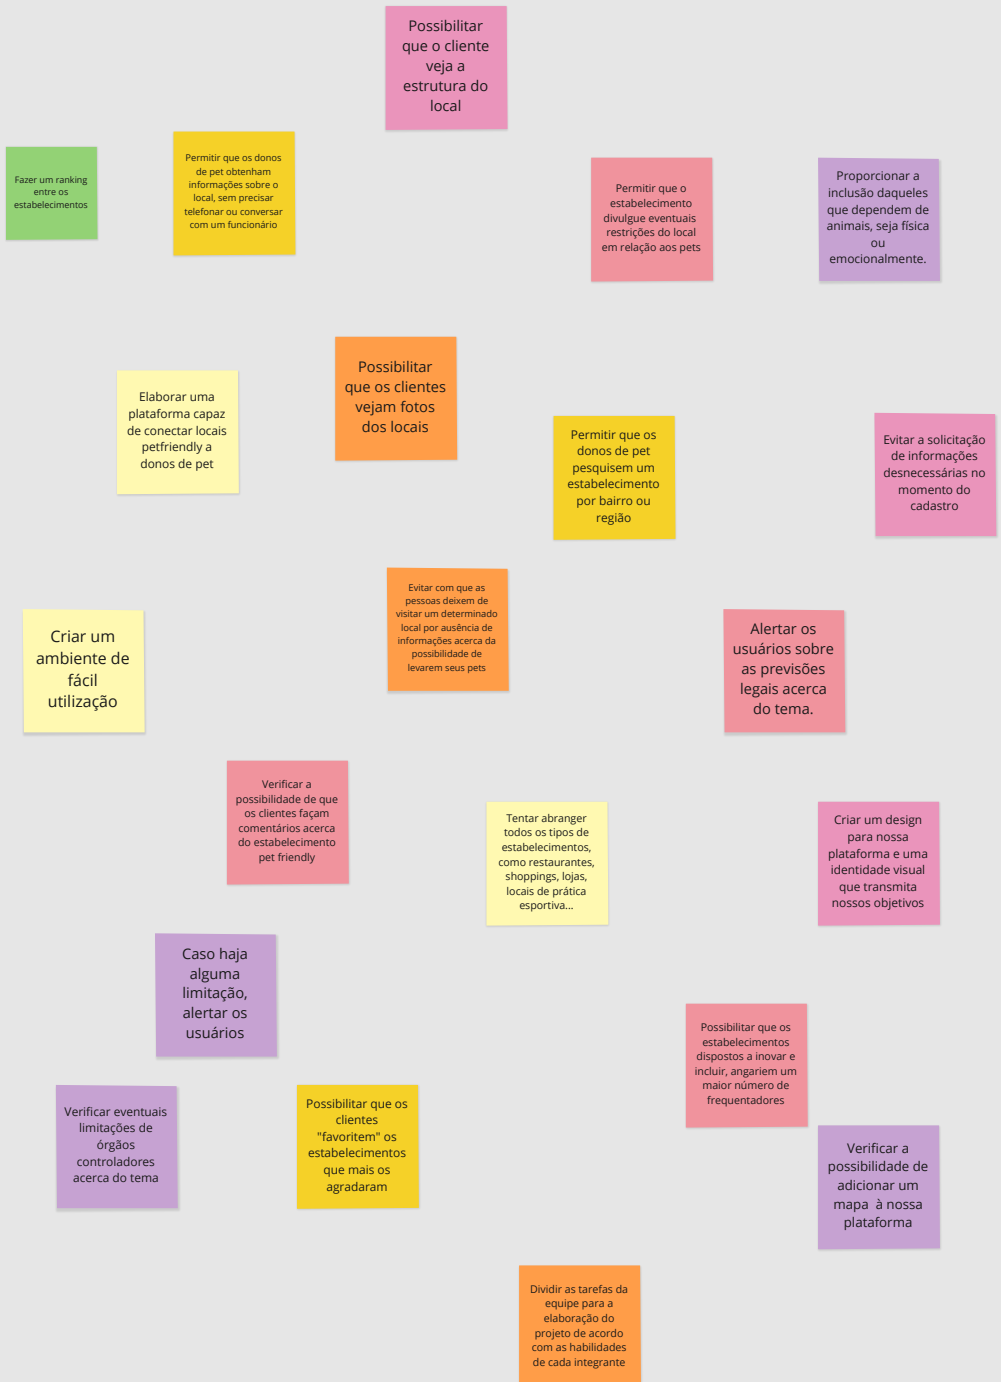 Possibilitar
que o cliente
veja a
estrutura do
local
Fazer um ranking
entre os
estabelecimentos
Permitir que os donos
de pet obtenham
informações sobre o
local, sem precisar
telefonar ou conversar
com um funcionário
Permitir que o
estabelecimento
divulgue eventuais
restrições do local
em relação aos pets
Proporcionar a
inclusão daqueles
que dependem de
animais, seja física
ou
emocionalmente.
Elaborar uma
plataforma capaz
de conectar locais
petfriendly a
donos de pet
Possibilitar
que os clientes
vejam fotos
dos locais
Permitir que os
donos de pet
pesquisem um
estabelecimento
por bairro ou
região
Evitar a solicitação
de informações
desnecessárias no
momento do
cadastro
Criar um
ambiente de
fácil
utilização
Evitar com que as
pessoas deixem de
visitar um determinado
local por ausência de
informações acerca da
possibilidade de
levarem seus pets
Alertar os
usuários sobre
as previsões
legais acerca
do tema.
Verificar a
possibilidade de que
os clientes façam
comentários acerca
do estabelecimento
pet friendly
Tentar abranger
todos os tipos de
estabelecimentos,
como restaurantes,
shoppings, lojas,
locais de prática
esportiva...
Criar um design
para nossa
plataforma e uma
identidade visual
que transmita
nossos objetivos
Caso haja
alguma
limitação,
alertar os
usuários
Possibilitar que os
estabelecimentos
dispostos a inovar e
incluir, angariem um
maior número de
frequentadores
Verificar eventuais
limitações de
órgãos
controladores
acerca do tema
Possibilitar que os
clientes
"favoritem" os
estabelecimentos
que mais os
agradaram
Verificar a
possibilidade de
adicionar um
mapa à nossa
plataforma
Dividir as tarefas da
equipe para a
elaboração do
projeto de acordo
com as habilidades
de cada integrante